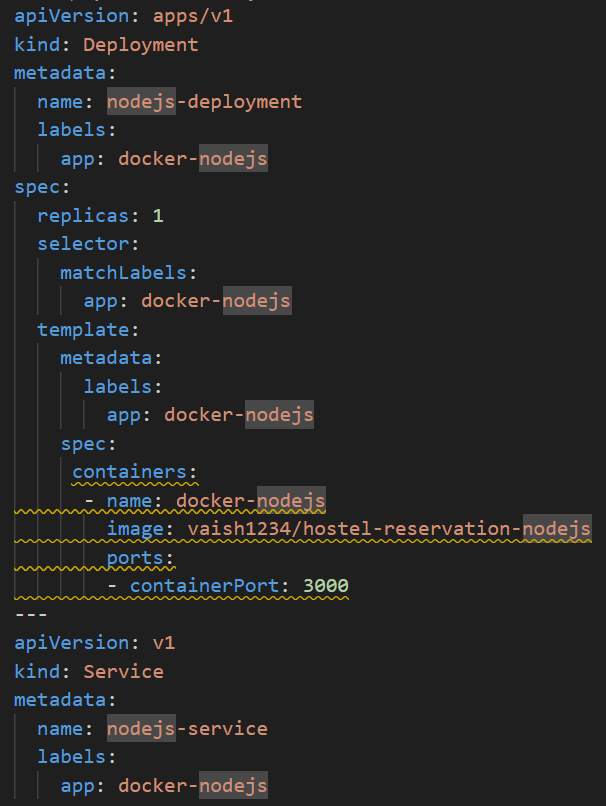 apiVersion: apps/v1
kind: Deployment
metadata:
  name: nodejs-deployment
  labels:
    app: docker-nodejs
spec:
  replicas: 1
  selector:
    matchLabels:
      app: docker-nodejs
  template:
    metadata:
      labels:
        app: docker-nodejs
    spec:
     containers:
      - name: docker-nodejs
        image: vaish1234/hostel-reservation-nodejs
        ports:
        - containerPort: 3000
---
apiVersion: v1
kind: Service
metadata:
  name: nodejs-service
  labels:
    app: docker-nodejs